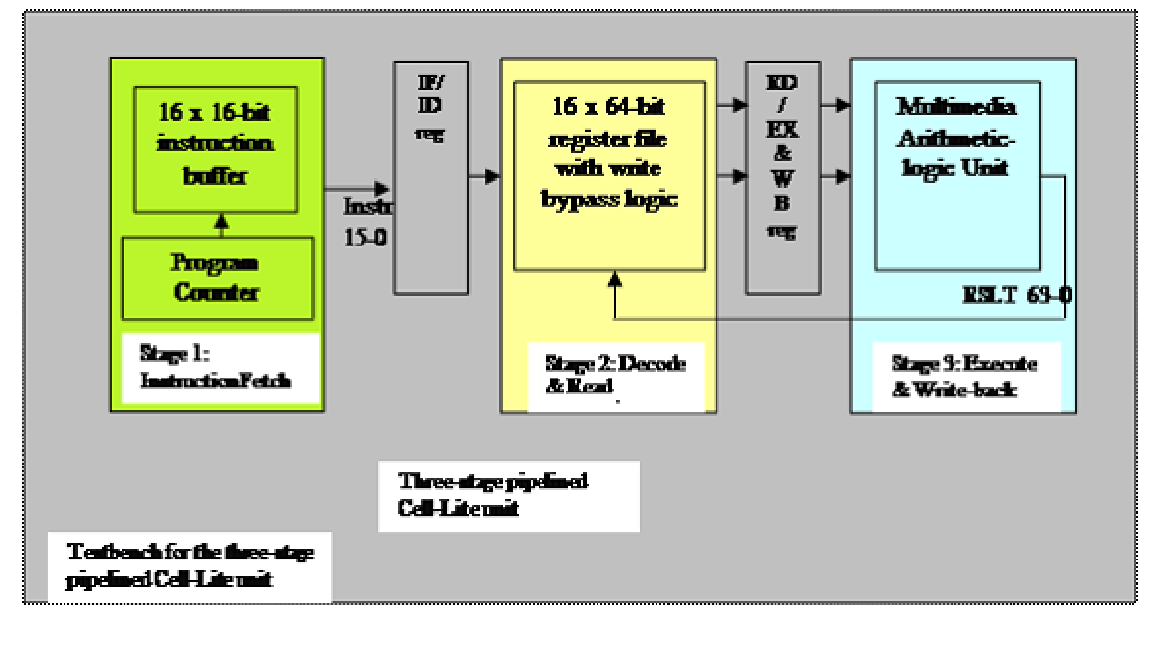 16 x 16-bit
instruction
buffer
Program
Counter
Stage 1:
Instruction Fetch
Instr
15-0
IF/
ID
reg
16 x 64-bit
register file
with write
bypass logic
Stage 2: Decode
& Read
.
RD
/
EX
&
W
B
reg
Multimedia
Arithmetic-
logic Unit
RSLT 63-0
Stage 3: Execute
& Write-back
Three-stage pipelined
Cell-Lite unit
Testbench for the three-stage
pipelined Cell-Lite unit